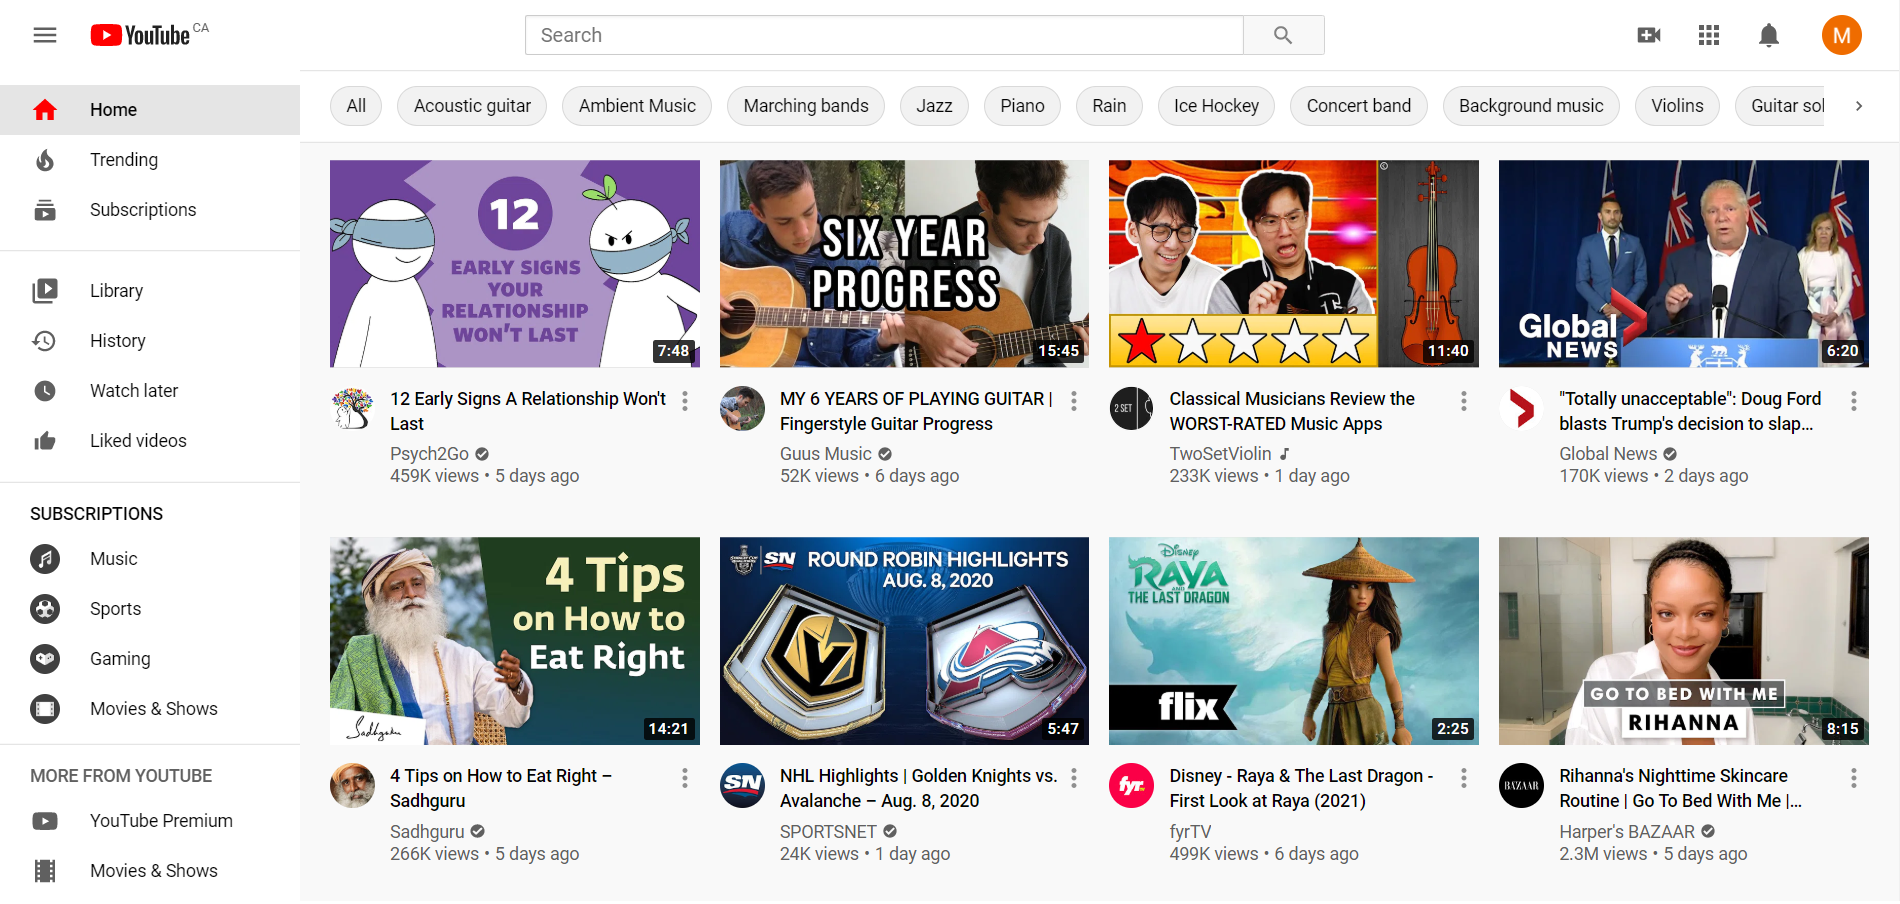 YouTube CA
Search
M
Home
Trending
Subscriptions
Library
History
Watch later
Liked videos
SUBSCRIPTIONS
Music
Sports
Gaming
Movies & Shows
MORE FROM YOUTUBE
YouTube Premium
Movies & Shows
All Acoustic guitar Ambient Music Marching bands Jazz Piano Rain Ice Hockey Concert band Background music Violins Guitar sol
12
EARLY SIGNS
YOUR
RELATIONSHIP
WON'T LAST
7:48
12 Early Signs A Relationship Won't
Last
Psych2Go
459K views • 5 days ago
SIX YEAR
PROGRESS
15:45
MY 6 YEARS OF PLAYING GUITAR |
Fingerstyle Guitar Progress
Guus Music
52K views • 6 days ago
©
11:40
2 SET
Classical Musicians Review the
WORST-RATED Music Apps
TwoSetViolin
233K views • 1 day ago
Global
NEWS
6:20
"Totally unacceptable": Doug Ford
blasts Trump's decision to slap...
Global News
170K views • 2 days ago
4 Tips
on How to
Eat Right
Sadhguru
14:21
4 Tips on How to Eat Right –
Sadhguru
Sadhguru
266K views • 5 days ago
SN ROUND ROBIN HIGHLIGHTS
AUG. 8, 2020
5:47
SN
NHL Highlights | Golden Knights vs.
Avalanche – Aug. 8, 2020
SPORTSNET
24K views • 1 day ago
Disney
RAYA
AND
THE LAST DRAGON
flix
2:25
fyr
Disney - Raya & The Last Dragon -
First Look at Raya (2021)
fyrTV
499K views • 6 days ago
GO TO BED WITH ME
RIHANNA
8:15
BAZAAR
Rihanna's Nighttime Skincare
Routine | Go To Bed With Me |...
Harper's BAZAAR
2.3M views • 5 days ago